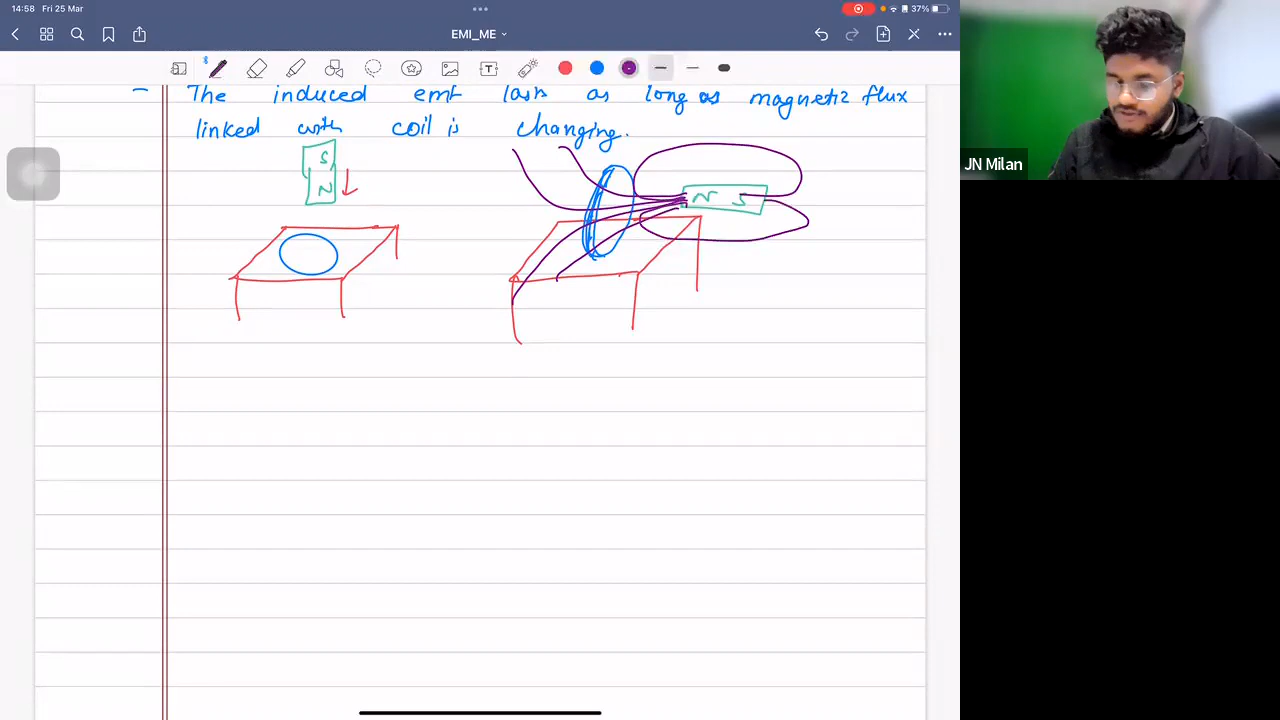 14:58 Fri 25 Mar
37%
EMI_ME
- The induced emf lasts as long as magnetic flux
linked with coil is changing.
S
N
N S
JN Milan